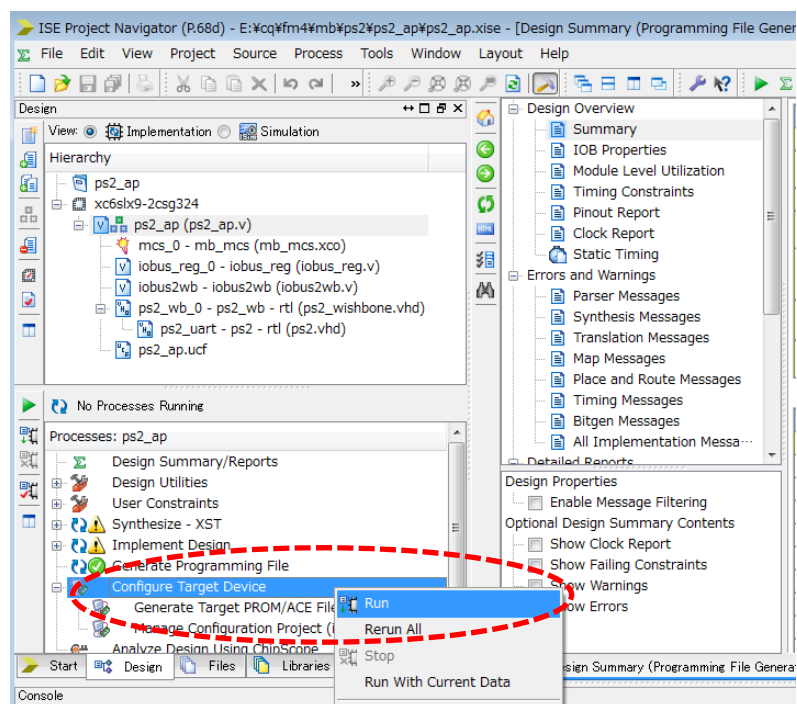 ISE Project Navigator (P.68d) - E:¥cq¥fm4¥mb¥ps2¥ps2_ap¥ps2_ap.xise - [Design Summary (Programming File Gener
File Edit View Project Source Process Tools Window Layout Help
Design
View: Implementation Simulation
Hierarchy
ps2_ap
xc6slx9-2csg324
ps2_ap (ps2_ap.v)
mcs_0 - mb_mcs (mb_mcs.xco)
iobus_reg_0 - iobus_reg (iobus_reg.v)
iobus2wb - iobus2wb (iobus2wb.v)
ps2_wb_0 - ps2_wb - rtl (ps2_wishbone.vhd)
ps2_uart - ps2 - rtl (ps2.vhd)
ps2_ap.ucf
No Processes Running
Processes: ps2_ap
Design Summary/Reports
Design Utilities
User Constraints
Synthesize - XST
Implement Design
Generate Programming File
Configure Target Device
Generate Target PROM/ACE File
Manage Configuration Project (i
Analyze Design Using ChipScope
Run
Rerun All
Stop
Run With Current Data
Start Design Files Libraries
Console
Design Overview
Summary
IOB Properties
Module Level Utilization
Timing Constraints
Pinout Report
Clock Report
Static Timing
Errors and Warnings
Parser Messages
Synthesis Messages
Translation Messages
Map Messages
Place and Route Messages
Timing Messages
Bitgen Messages
All Implementation Messa…
Detailed Reports
Design Properties
Enable Message Filtering
Optional Design Summary Contents
Show Clock Report
Show Failing Constraints
Show Warnings
Show Errors
sign Summary (Programming File Genera